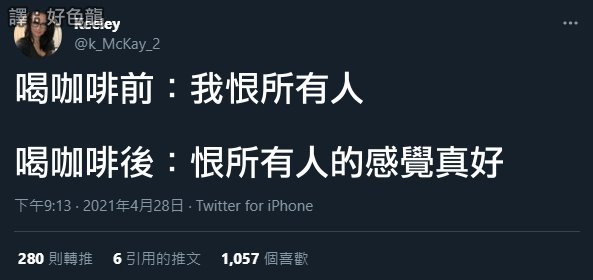 譯：好色龍
Keeley
@k_McKay_2
喝咖啡前：我恨所有人
喝咖啡後：恨所有人的感覺真好
下午9:13 · 2021年4月28日 · Twitter for iPhone
280 則轉推 6 引用的推文 1,057 個喜歡